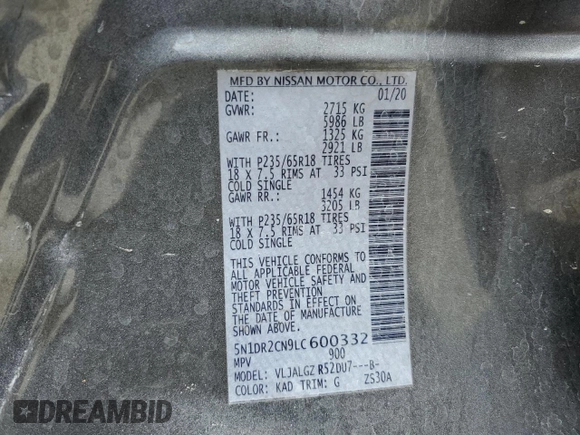 MFD BY NISSAN MOTOR CO., LTD.
DATE: 01/20
GVWR: 2715 KG
5986 LB
GAWR FR.: 1325 KG
2921 LB
WITH P235/65R18 TIRES
18 X 7.5 RIMS AT 33 PSI
COLD SINGLE
GAWR RR.: 1454 KG
3205 LB
WITH P235/65R18 TIRES
18 X 7.5 RIMS AT 33 PSI
COLD SINGLE
THIS VEHICLE CONFORMS TO
ALL APPLICABLE FEDERAL
MOTOR VEHICLE SAFETY AND
THEFT PREVENTION
STANDARDS IN EFFECT ON
THE DATE OF MANUFACTURE
SHOWN ABOVE.
5N1DR2CN9LC600332
MPV 900
MODEL: VLJALGZ R52DU7---B-
COLOR: KAD TRIM: G ZS30A
RESTBID